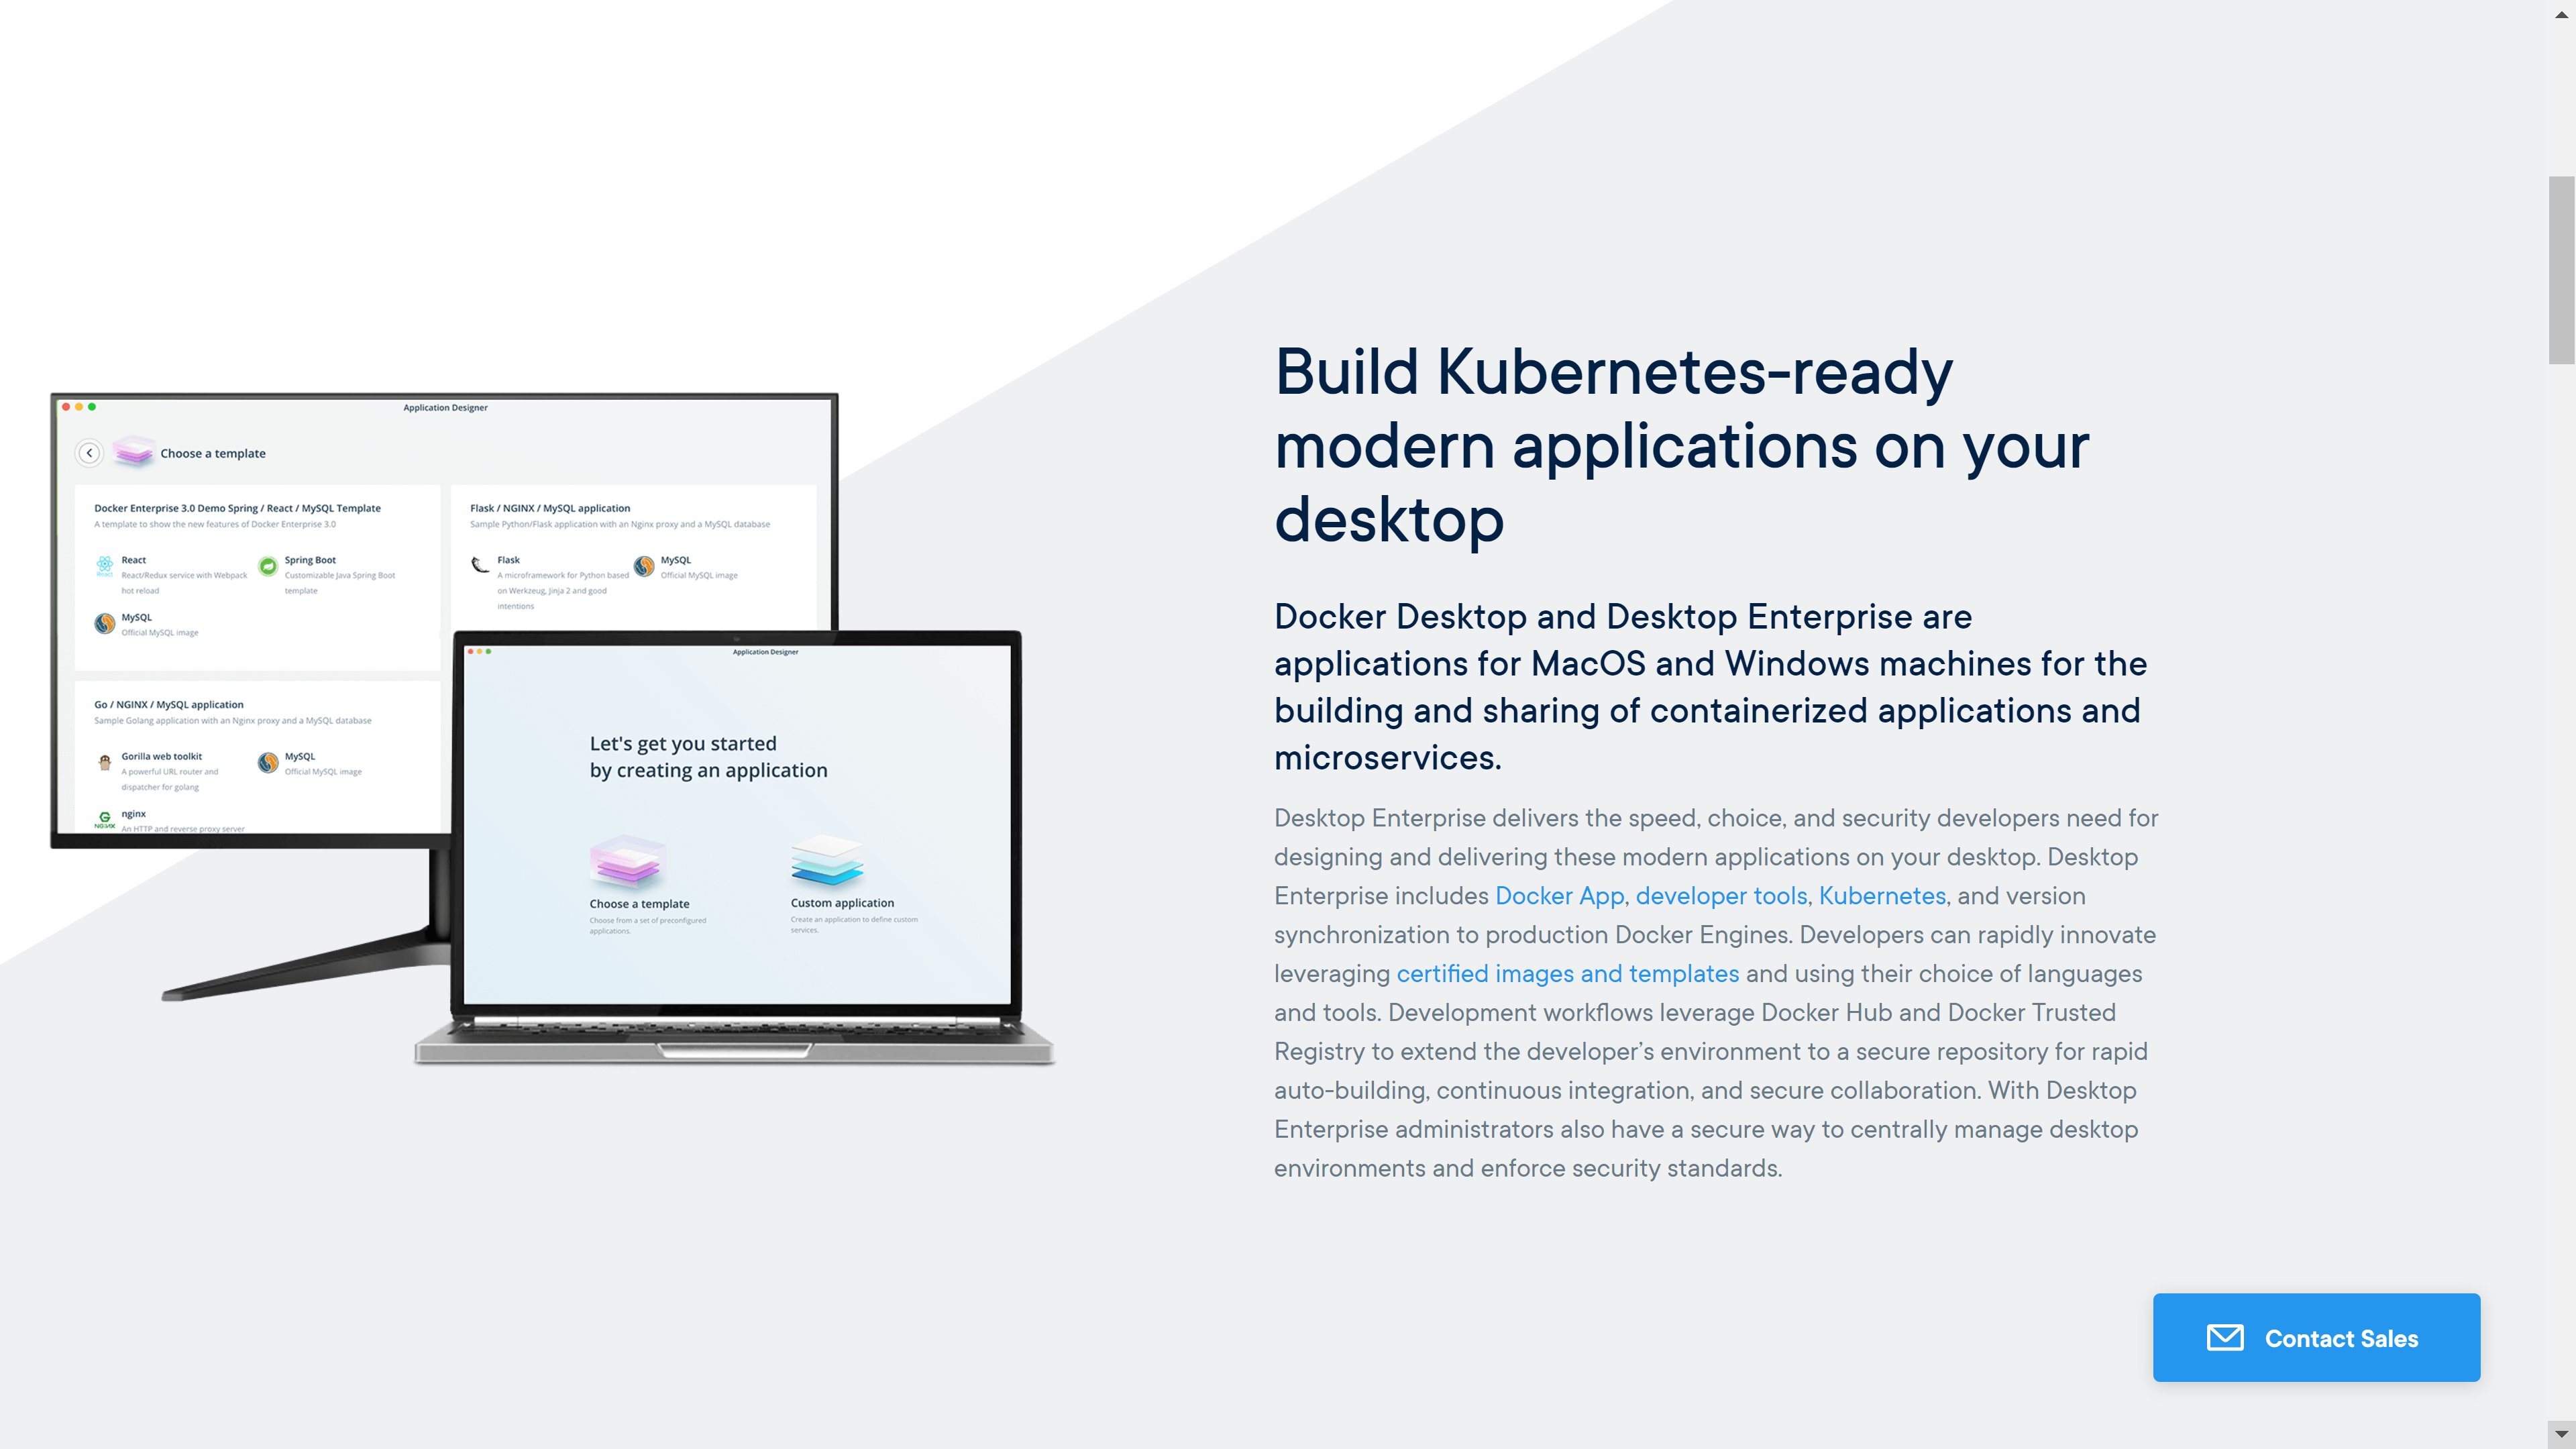 Application Designer
Choose a template
Docker Enterprise 3.0 Demo Spring / React / MySQL Template
A template to show the new features of Docker Enterprise 3.0
React
React/Redux service with Webpack
hot reload
Spring Boot
Customizable Java Spring Boot
template
MySQL
Official MySQL image
Flask / NGINX / MySQL application
Sample Python/Flask application with an Nginx proxy and a MySQL database
Flask
A microframework for Python based
on Werkzeug, Jinja 2 and good
intentions
MySQL
Official MySQL image
Go / NGINX / MySQL application
Sample Golang application with an Nginx proxy and a MySQL database
Gorilla web toolkit
A powerful URL router and
dispatcher for golang
MySQL
Official MySQL image
NGINX
nginx
An HTTP and reverse proxy server
Application Designer
Let's get you started
by creating an application
Choose a template
Choose from a set of preconfigured
applications.
Custom application
Create an application to define custom
services.
Build Kubernetes-ready
modern applications on your
desktop
Docker Desktop and Desktop Enterprise are
applications for MacOS and Windows machines for the
building and sharing of containerized applications and
microservices.
Desktop Enterprise delivers the speed, choice, and security developers need for
designing and delivering these modern applications on your desktop. Desktop
Enterprise includes Docker App, developer tools, Kubernetes, and version
synchronization to production Docker Engines. Developers can rapidly innovate
leveraging certified images and templates and using their choice of languages
and tools. Development workflows leverage Docker Hub and Docker Trusted
Registry to extend the developer’s environment to a secure repository for rapid
auto-building, continuous integration, and secure collaboration. With Desktop
Enterprise administrators also have a secure way to centrally manage desktop
environments and enforce security standards.
Contact Sales